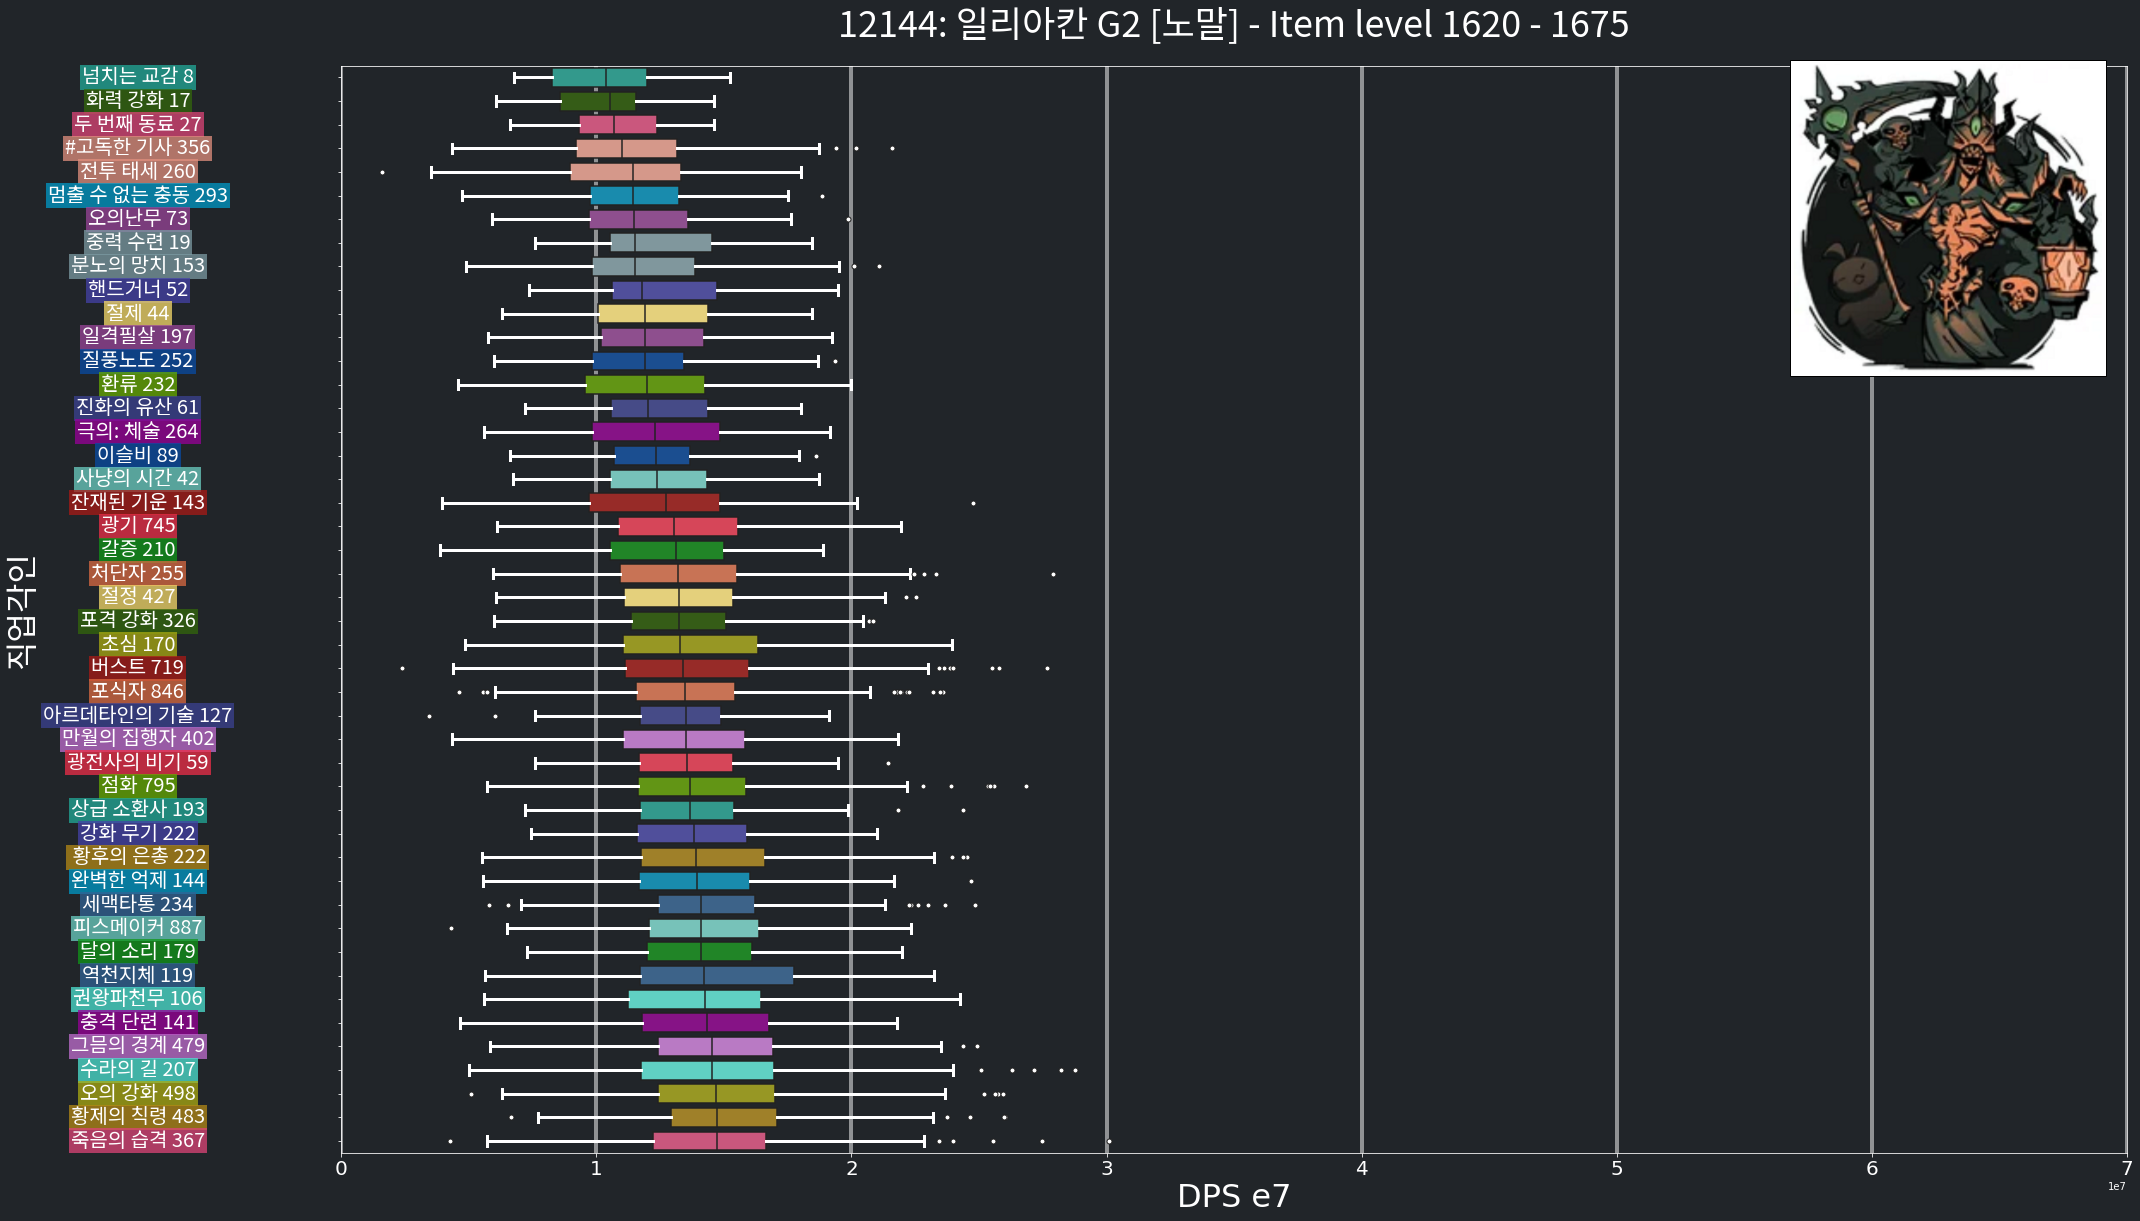 12144: 일리아칸 G2 [노말] - Item level 1620 - 1675
넘치는 교감 8
화력 강화 17
두 번째 동료 27
#고독한 기사 356
전투 태세 260
멈출 수 없는 충동 293
오의난무 73
중력 수련 19
분노의 망치 153
핸드거너 52
절제 44
일격필살 197
질풍노도 252
환류 232
진화의 유산 61
극의: 체술 264
이슬비 89
사냥의 시간 42
잔재된 기운 143
광기 745
갈증 210
처단자 255
절정 427
포격 강화 326
초심 170
버스트 719
포식자 846
아르데타인의 기술 127
만월의 집행자 402
광전사의 비기 59
점화 795
상급 소환사 193
강화 무기 222
황후의 은총 222
완벽한 억제 144
세맥타통 234
피스메이커 887
달의 소리 179
역천지체 119
권왕파천무 106
충격 단련 141
그믐의 경계 479
수라의 길 207
오의 강화 498
황제의 칙령 483
죽음의 습격 367
직업각인
0 1 2 3 4 5 6 7
1e7
DPS e7